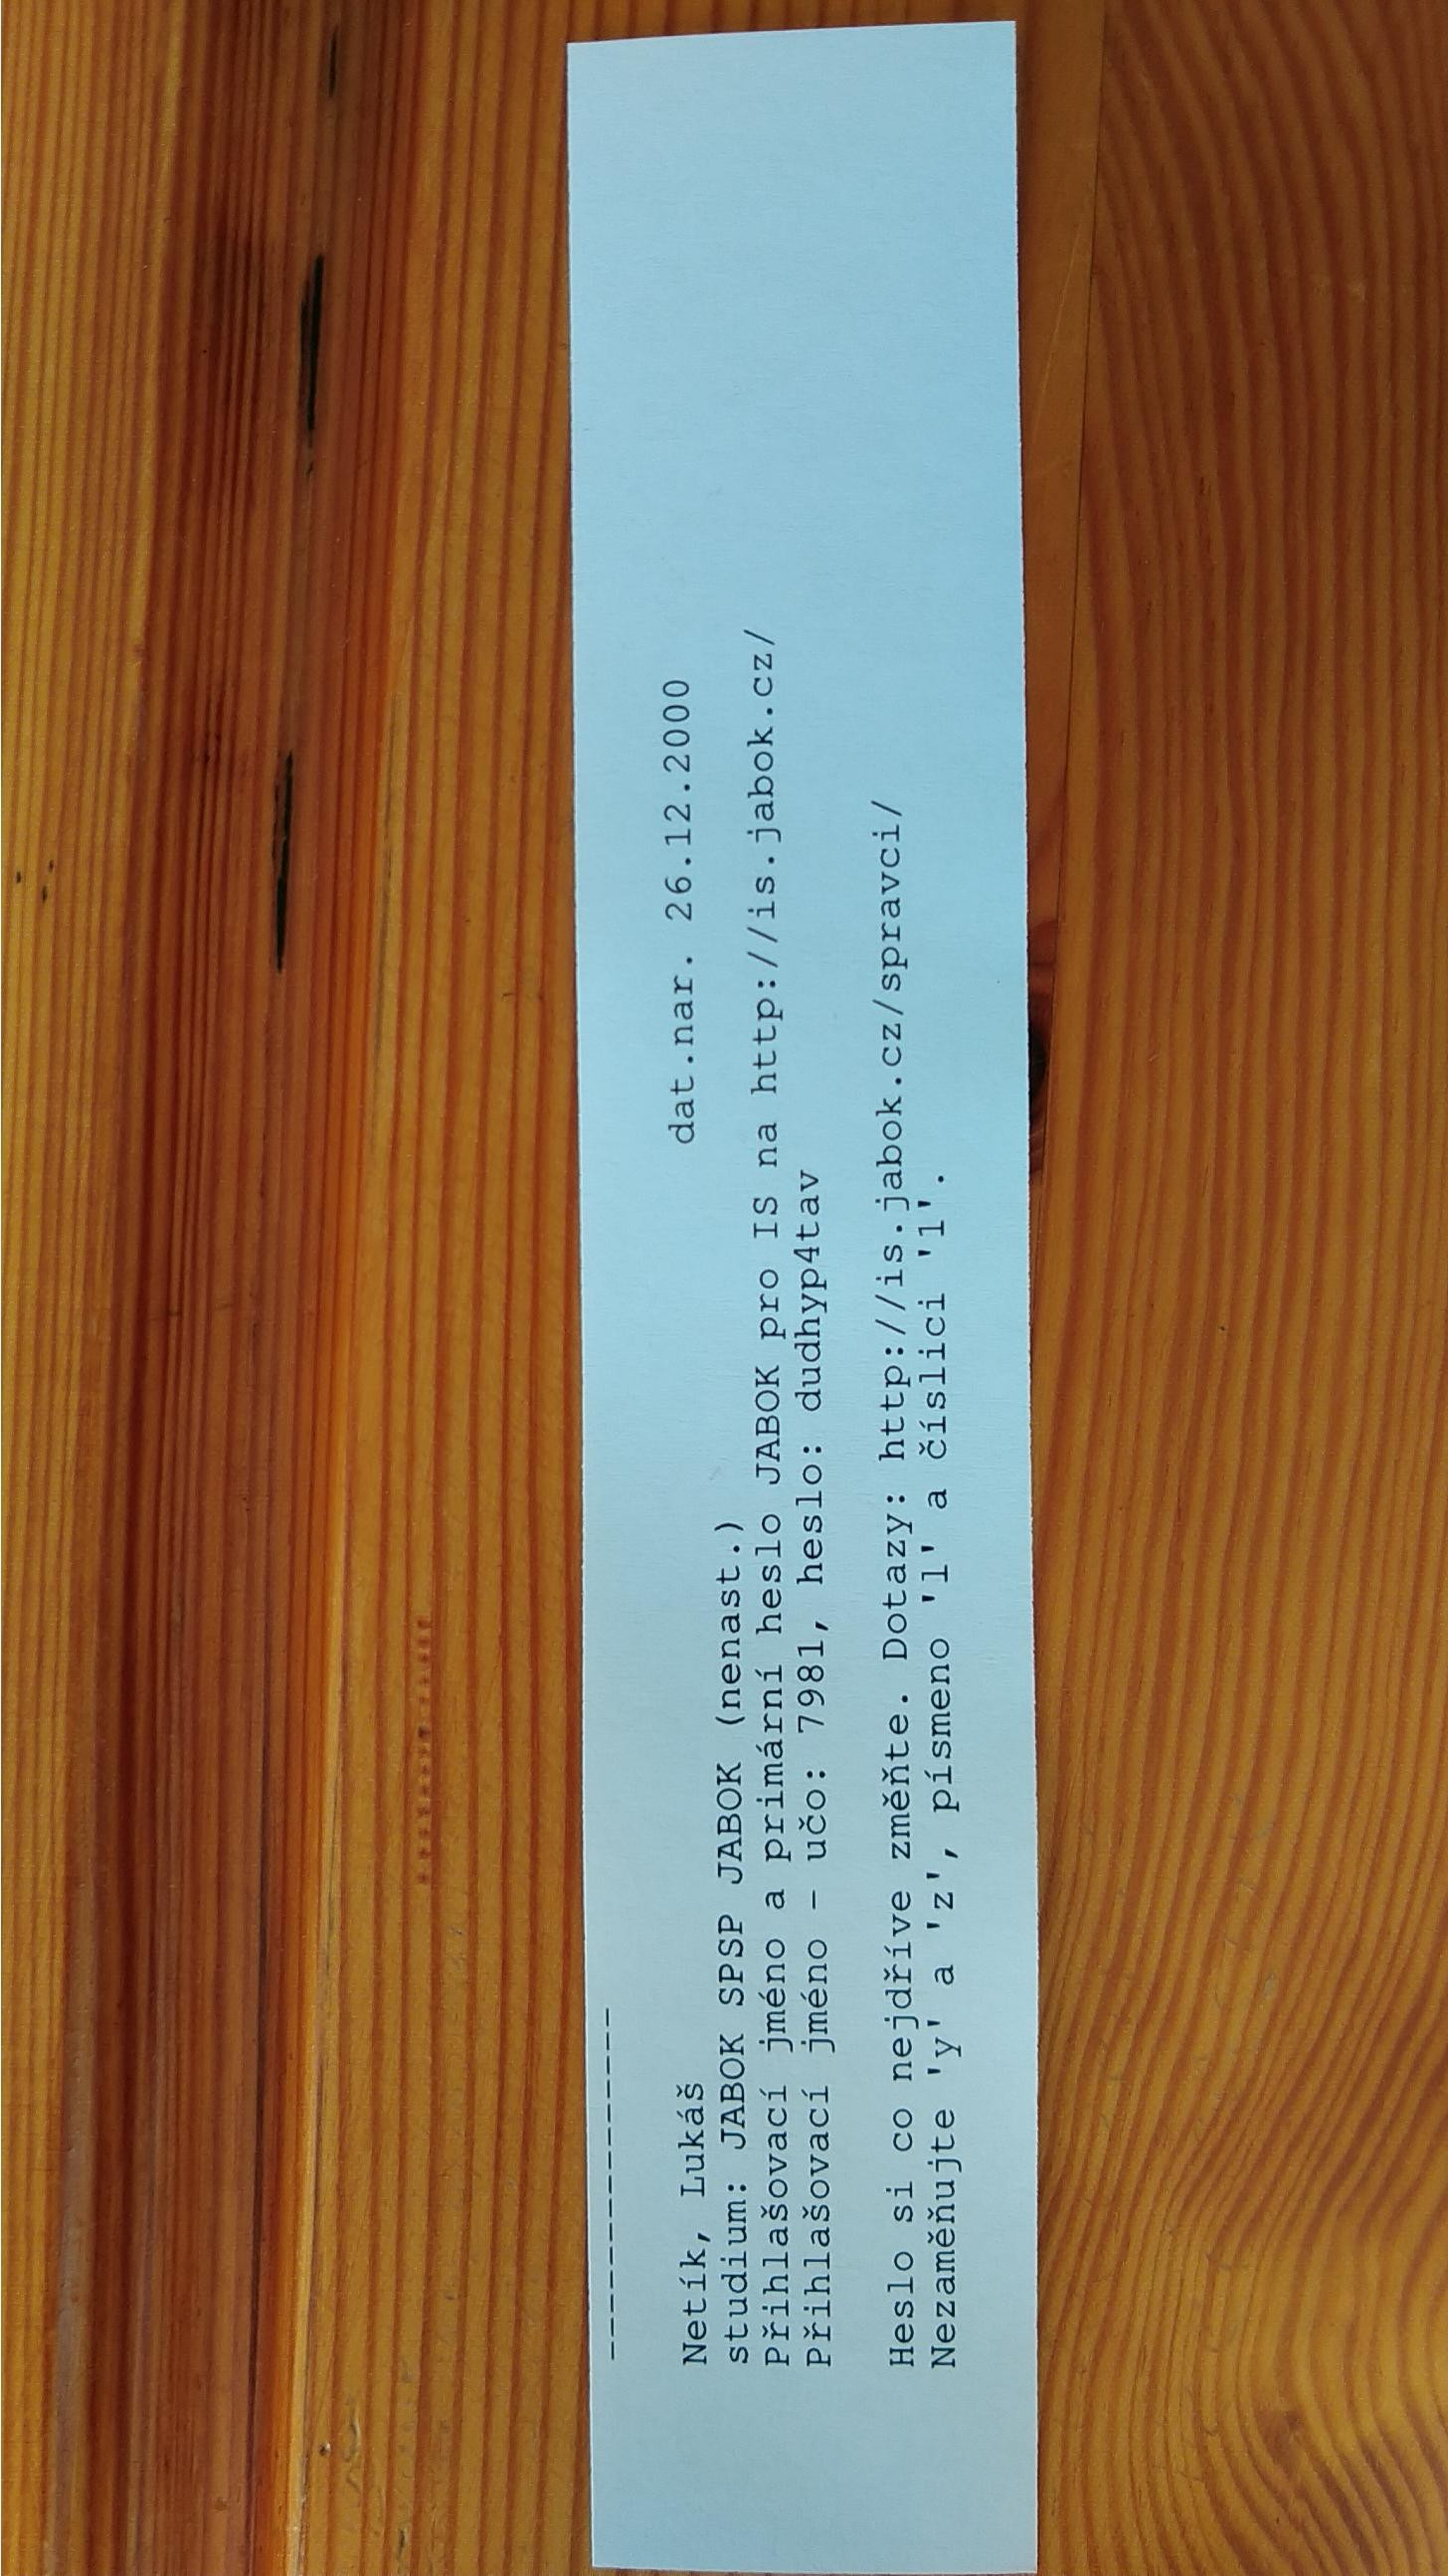 ---------------
Netík, Lukáš dat.nar. 26.12.2000
studium: JABOK SPSP JABOK (nenast.)
Přihlašovací jméno a primární heslo JABOK pro IS na http://is.jabok.cz/
Přihlašovací jméno - učo: 7981, heslo: dudhyp4tav
Heslo si co nejdříve změňte. Dotazy: http://is.jabok.cz/spravci/
Nezaměňujte 'y' a 'z', písmeno 'l' a číslici '1'.